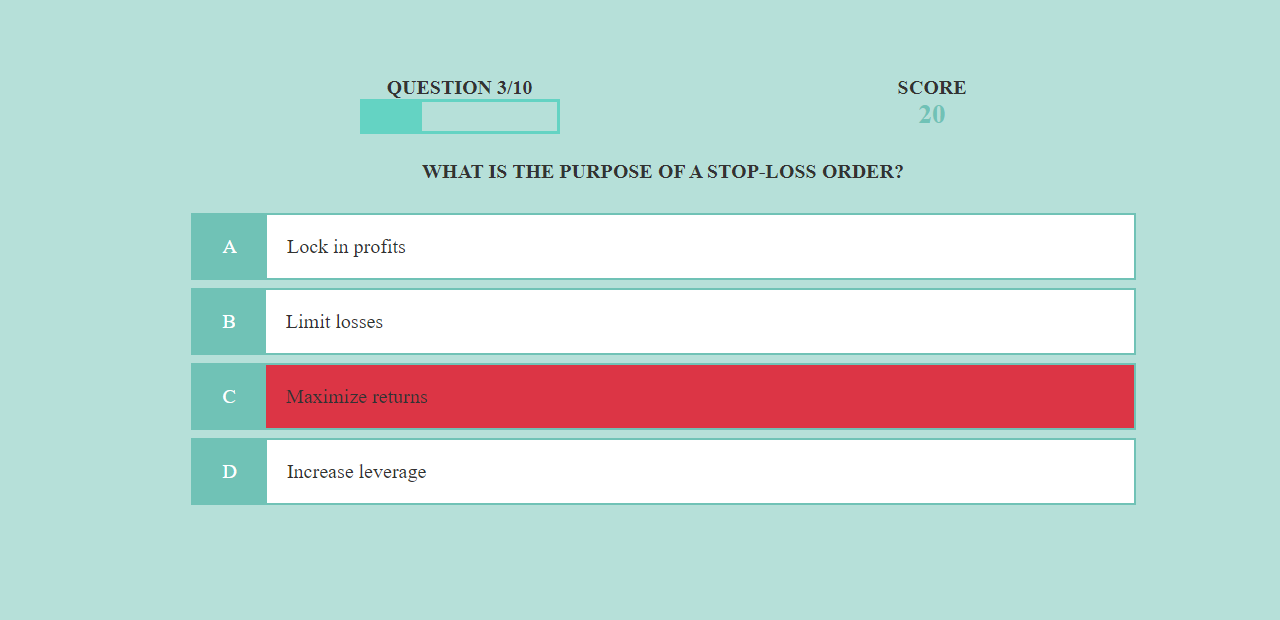 QUESTION 3/10
SCORE
20
WHAT IS THE PURPOSE OF A STOP-LOSS ORDER?
A Lock in profits
B Limit losses
C Maximize returns
D Increase leverage